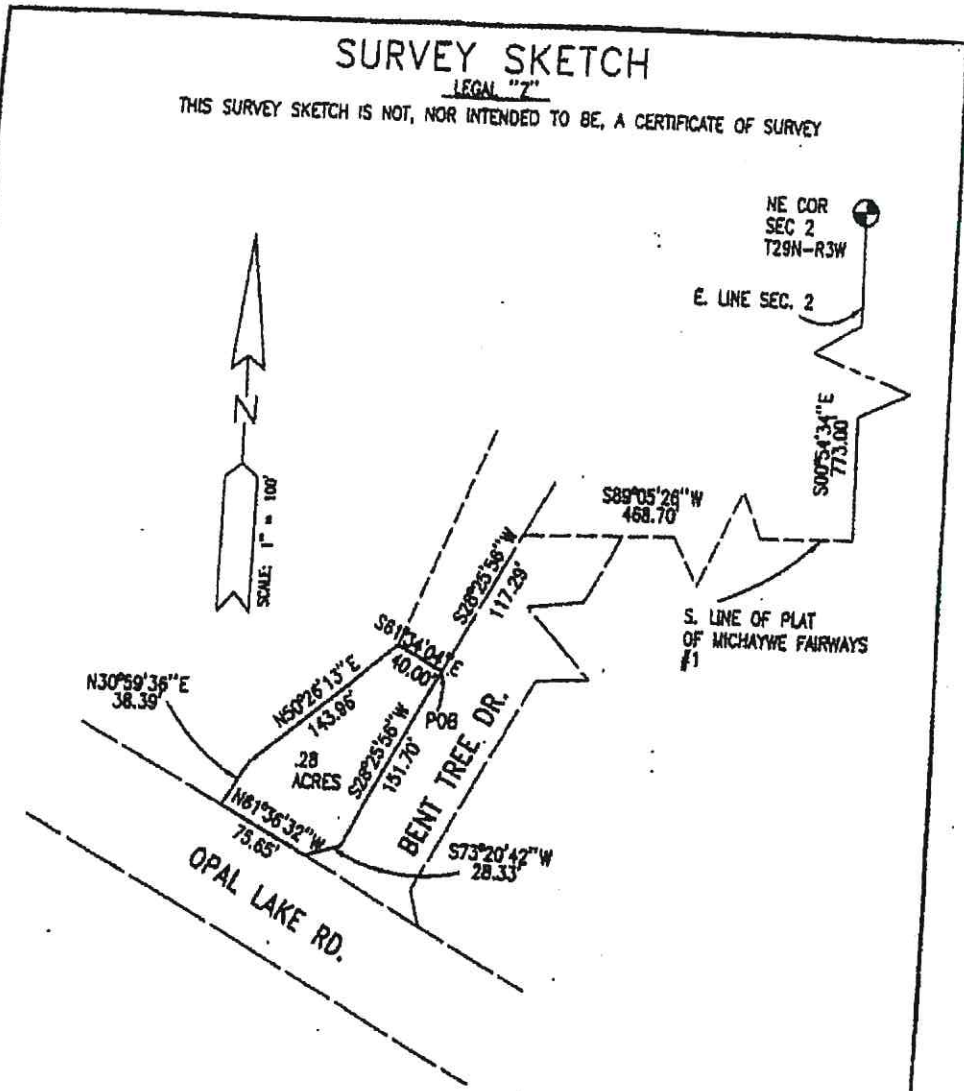 SURVEY SKETCH
LEGAL "Z"
THIS SURVEY SKETCH IS NOT, NOR INTENDED TO BE, A CERTIFICATE OF SURVEY
NE COR
SEC 2
T29N-R3W
E. LINE SEC. 2
S00°54'34"E
773.00'
N
SCALE: 1" = 100'
S89°05'26"W
468.70'
S28°25'56"W
117.29'
S. LINE OF PLAT
OF MICHAYWE FAIRWAYS
#1
S61°34'04"E
40.00'
N30°59'36"E
38.39'
N50°26'13"E
143.96'
POB
.28
ACRES
S28°25'56"W
151.70'
BENT TREE DR.
N61°36'32"W
75.65'
S73°20'42"W
28.33'
OPAL LAKE RD.